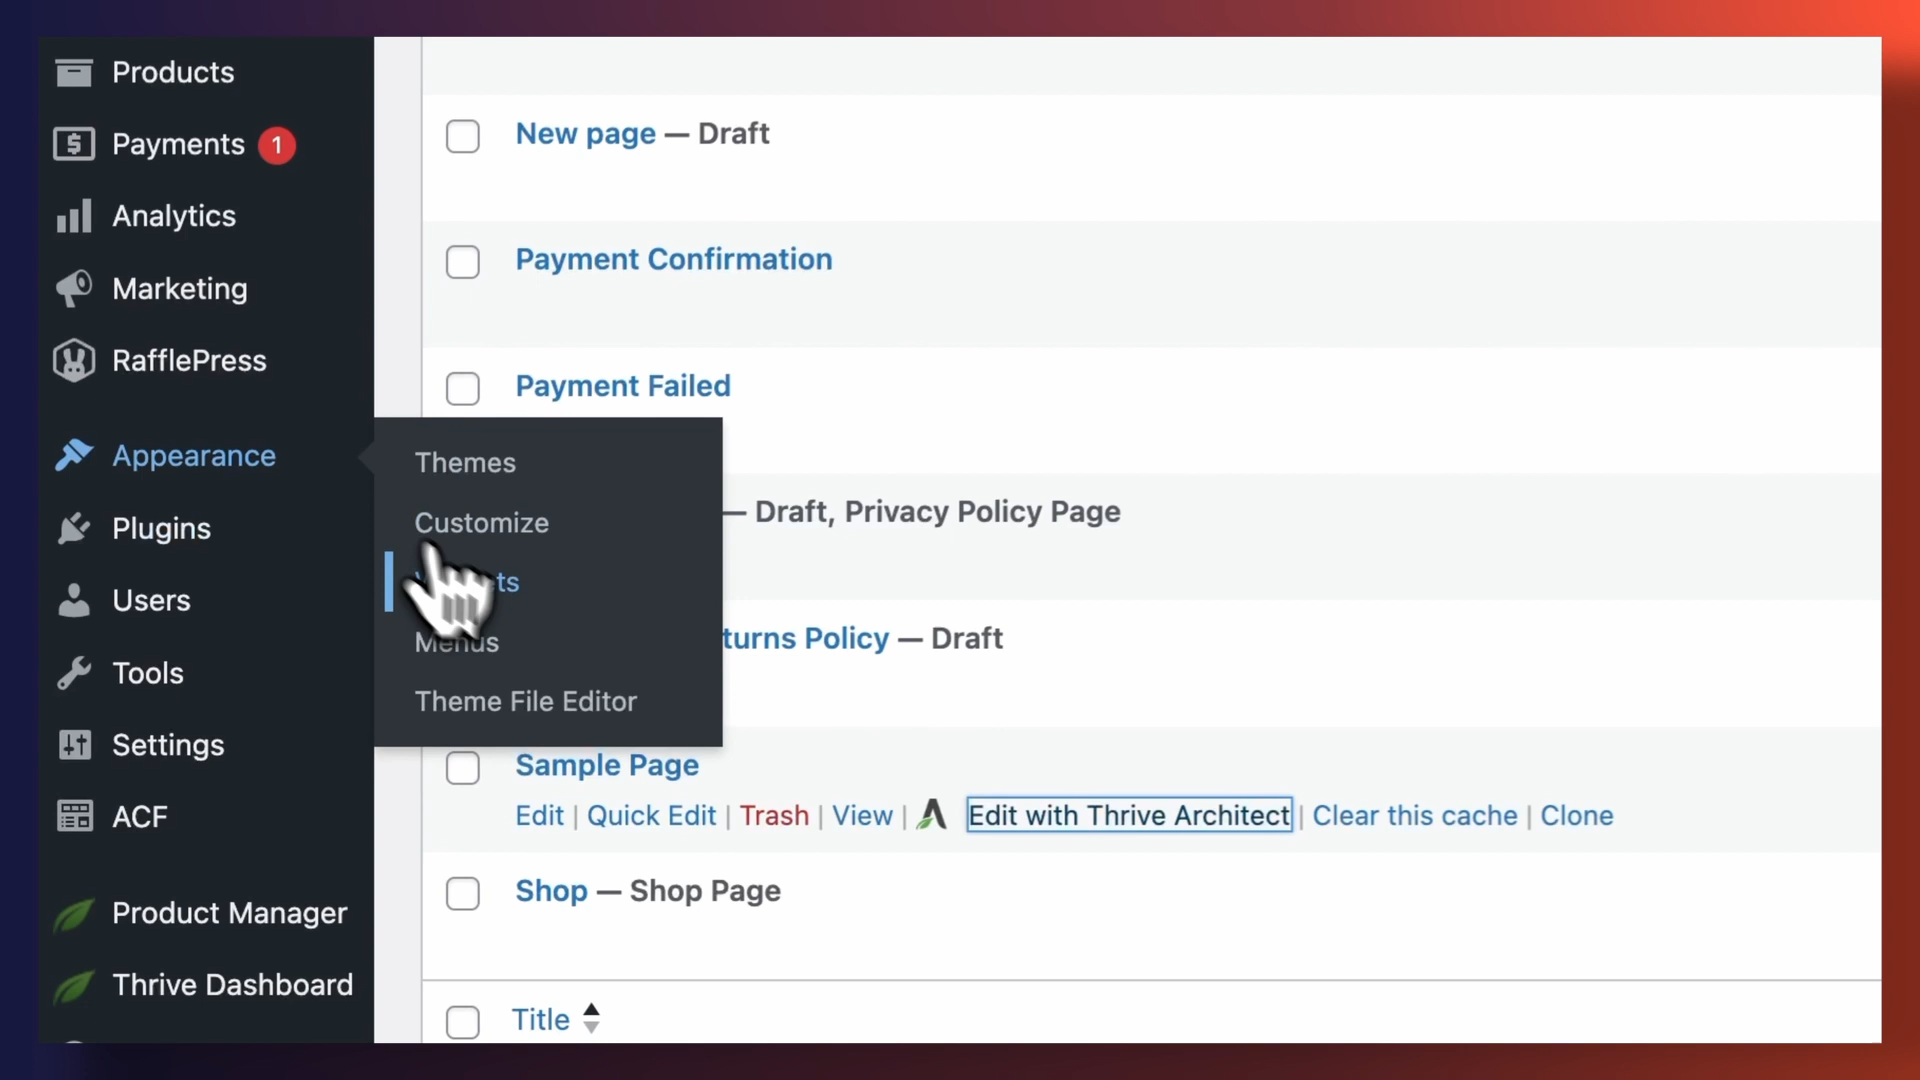 Products
Payments 1
Analytics
Marketing
RafflePress
Appearance
Plugins
Users
Tools
Settings
ACF
Product Manager
Thrive Dashboard
Themes
Customize
Menus
Theme File Editor
New page — Draft
Payment Confirmation
Payment Failed
— Draft, Privacy Policy Page
turns Policy — Draft
Sample Page
Edit | Quick Edit | Trash | View | Edit with Thrive Architect | Clear this cache | Clone
Shop — Shop Page
Title